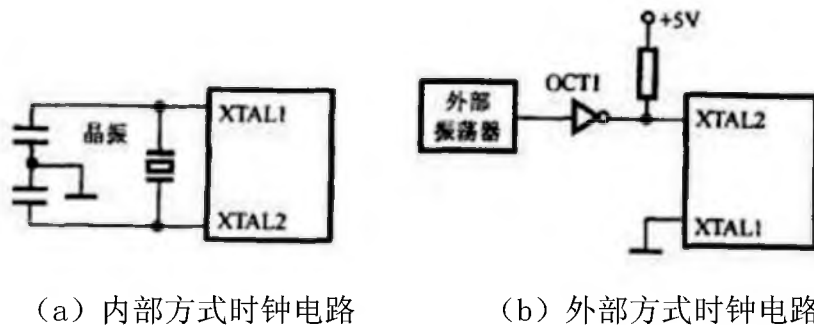 XTAL1
晶振
XTAL2
(a) 内部方式时钟电路
+5V
OCT1
外部
振荡器
XTAL2
XTAL1
(b) 外部方式时钟电路